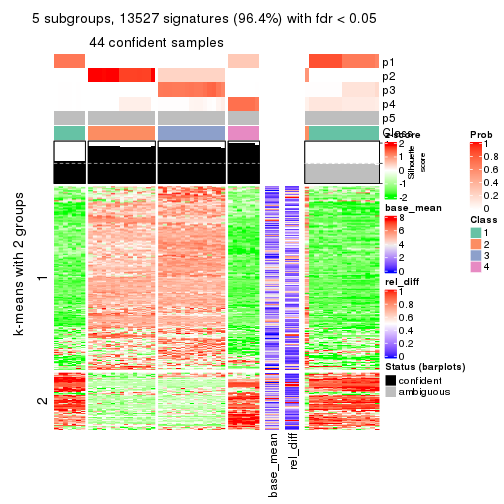 5 subgroups, 13527 signatures (96.4%) with fdr < 0.05
44 confident samples
p1
p2
p3
p4
p5
Class
Silhouette
score
k-means with 2 groups
1
2
base_mean
rel_diff
z-score
2
1
0
-1
-2
base_mean
8
6
4
2
0
rel_diff
1
0.8
0.6
0.4
0.2
0
Status (barplots)
confident
ambiguous
Prob
1
0.8
0.6
0.4
0.2
0
Class
1
2
3
4